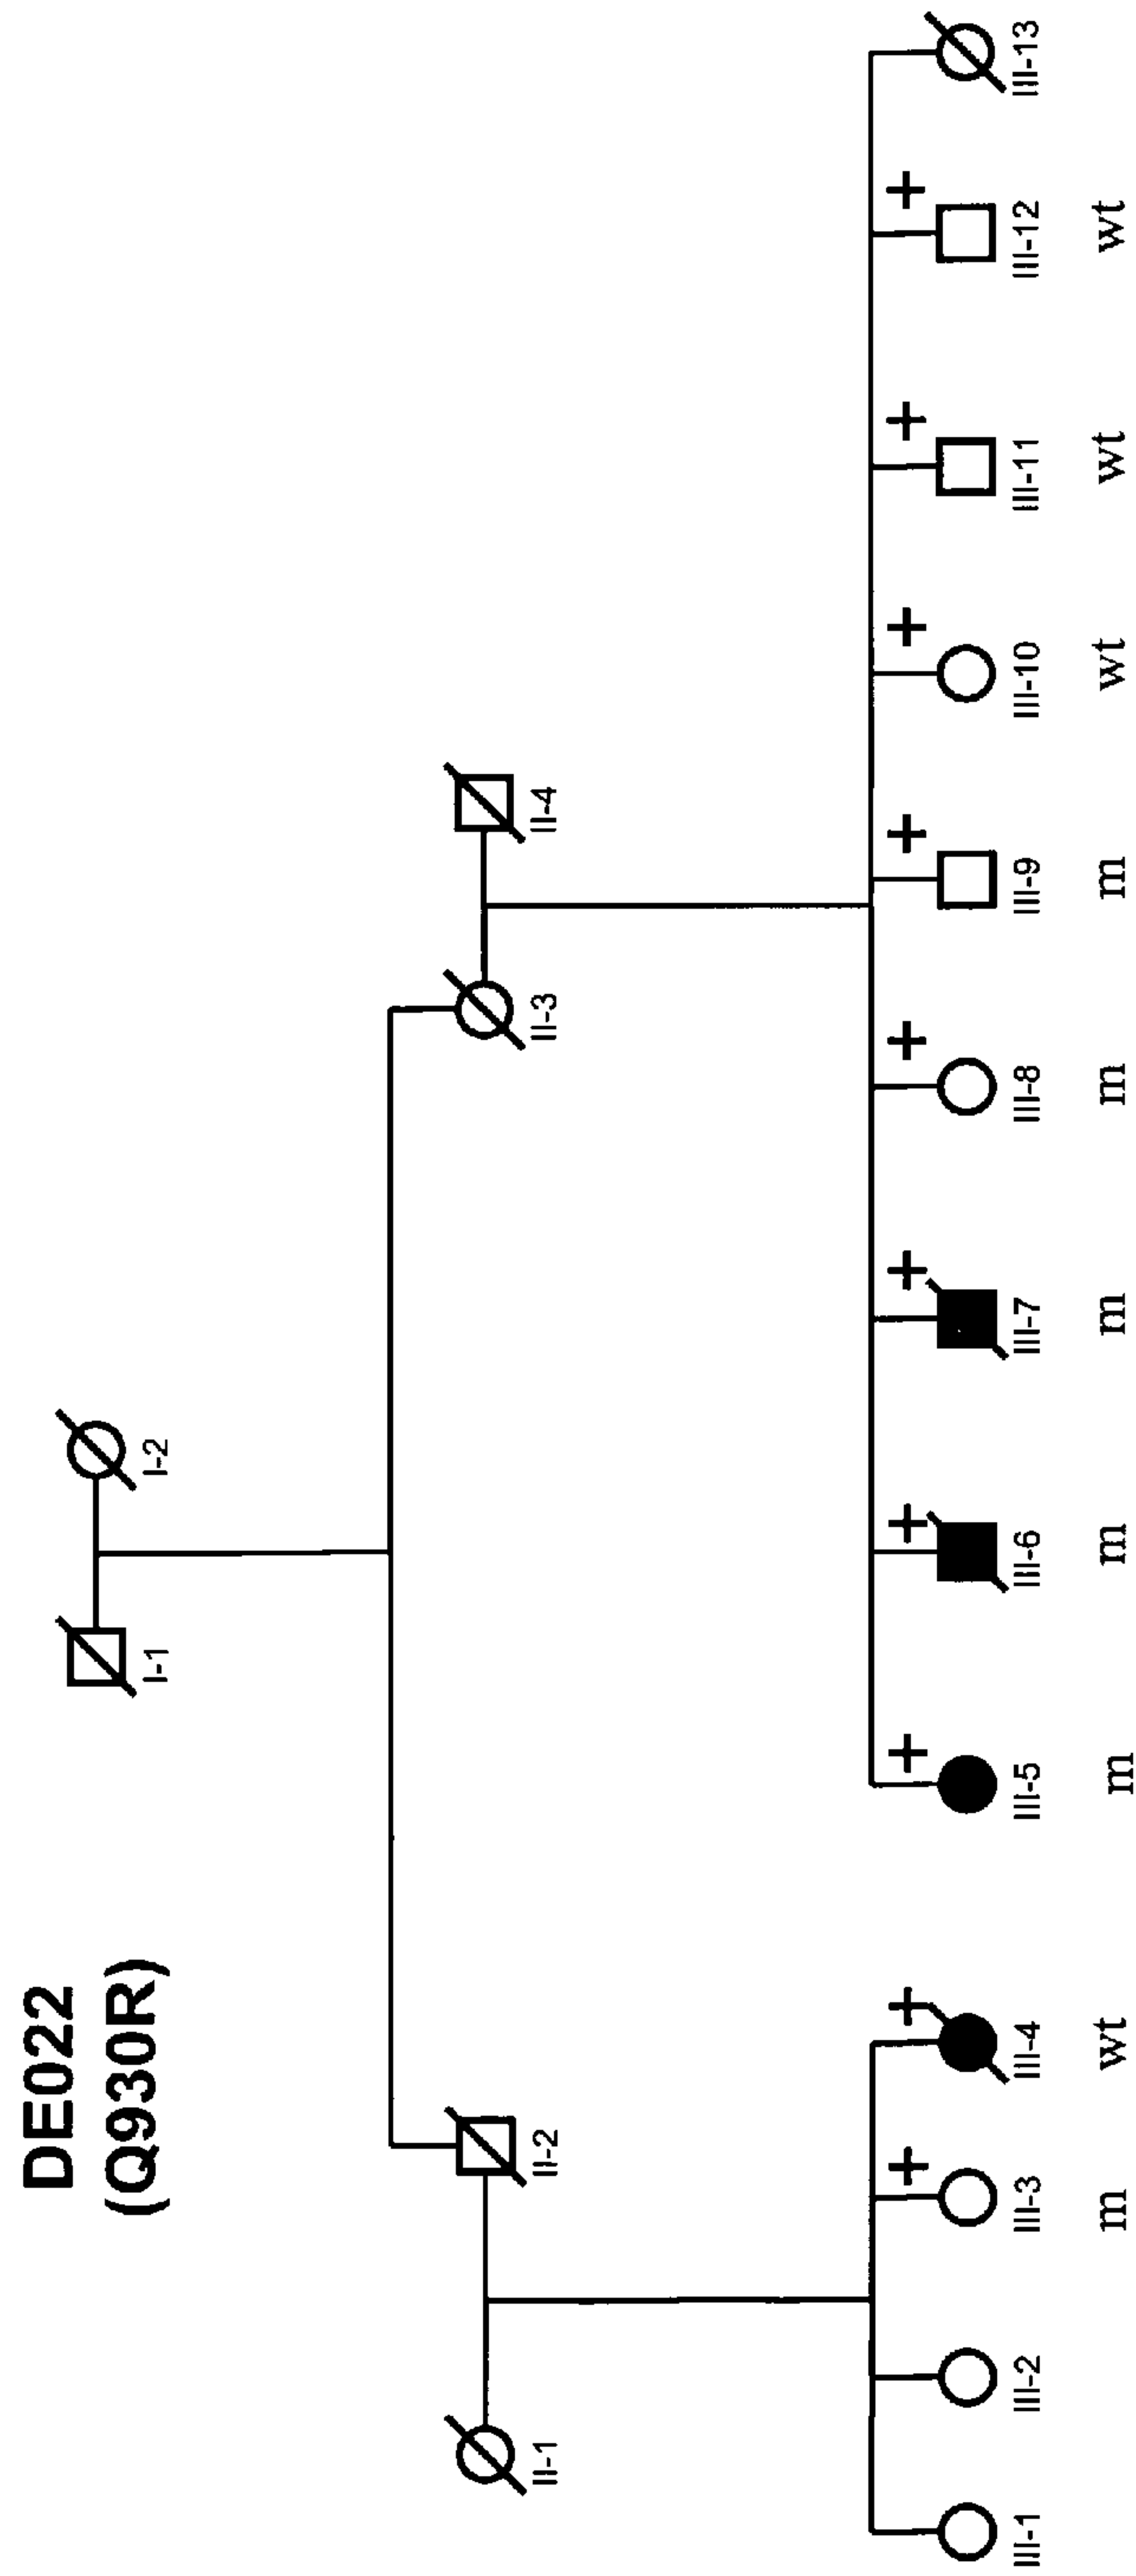 DE022
(Q930R)
I-1 I-2
II-1 II-2 II-3 II-4
III-1 III-2 III-3 III-4 III-5 III-6 III-7 III-8 III-9 III-10 III-11 III-12 III-13
m wt m m m m m wt wt wt